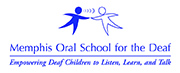 Memphis Oral School for the Deaf
Empowering Deaf Children to Listen, Learn, and Talk